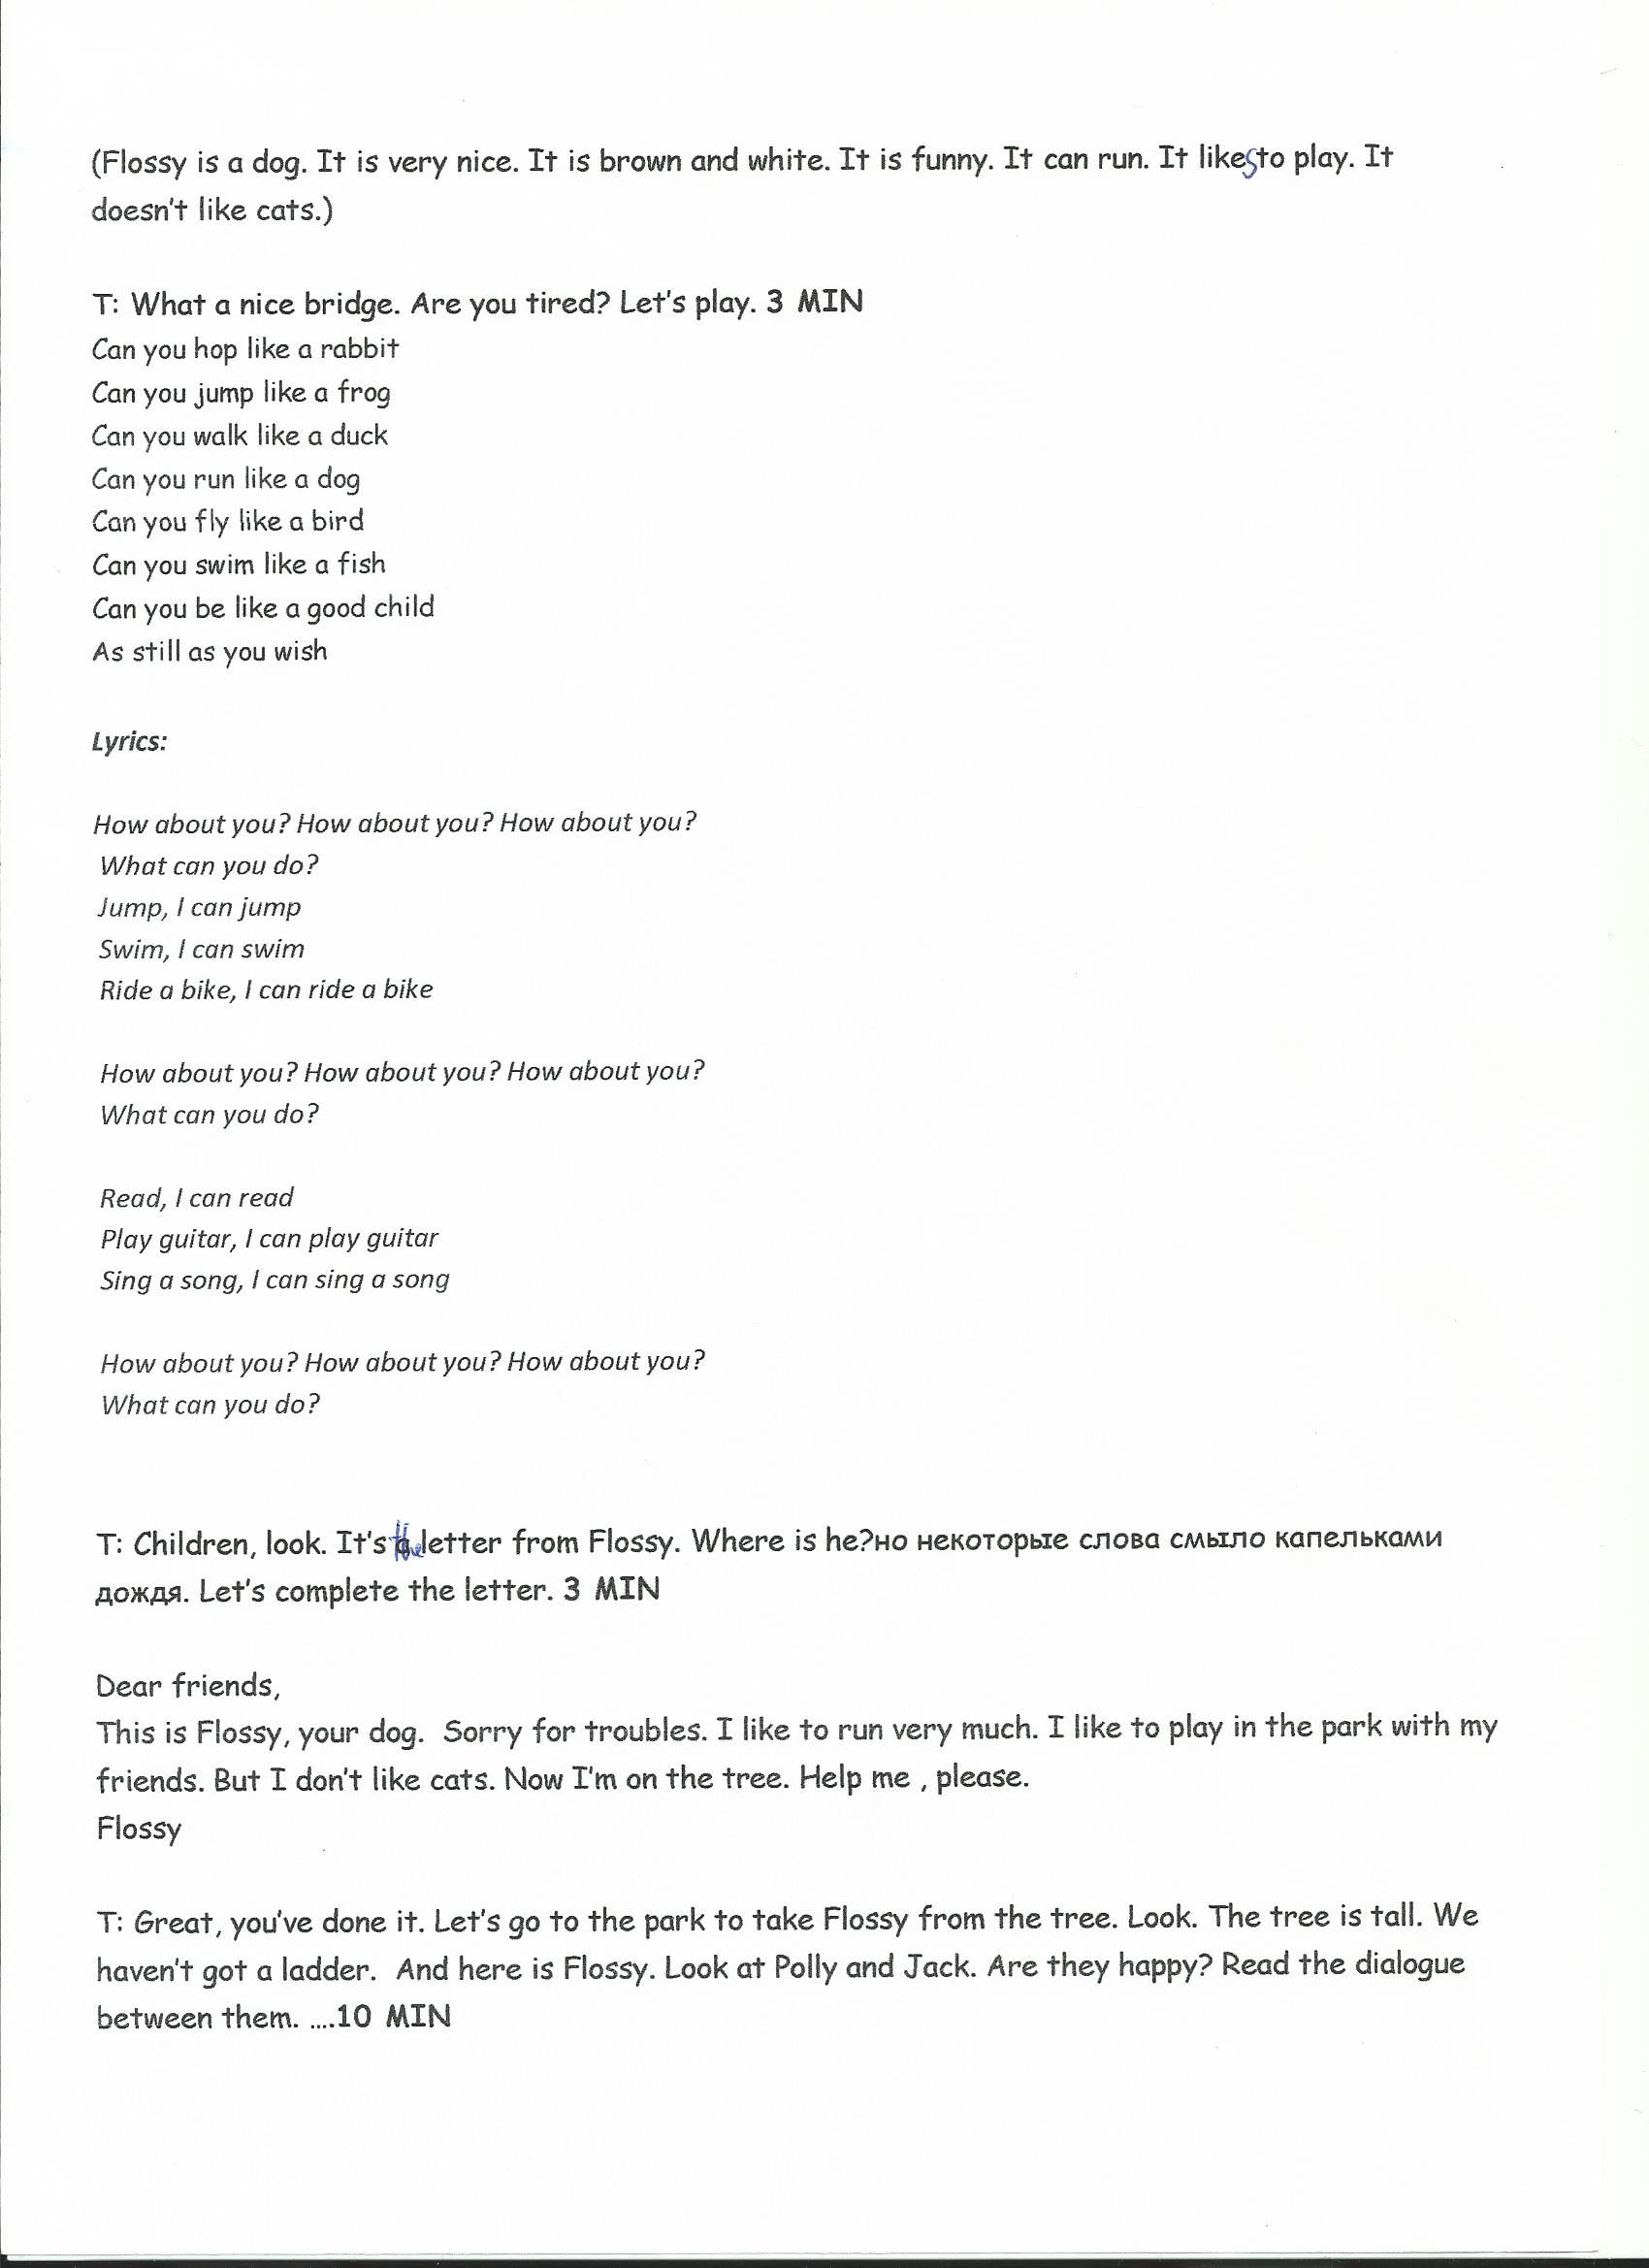 (Flossy is a dog. It is very nice. It is brown and white. It is funny. It can run. It likes to play. It
doesn't like cats.)
T: What a nice bridge. Are you tired? Let's play. 3 MIN
Can you hop like a rabbit
Can you jump like a frog
Can you walk like a duck
Can you run like a dog
Can you fly like a bird
Can you swim like a fish
Can you be like a good child
As still as you wish
Lyrics:
How about you? How about you? How about you?
What can you do?
Jump, I can jump
Swim, I can swim
Ride a bike, I can ride a bike
How about you? How about you? How about you?
What can you do?
Read, I can read
Play guitar, I can play guitar
Sing a song, I can sing a song
How about you? How about you? How about you?
What can you do?
T: Children, look. It's the letter from Flossy. Where is he?но некоторые слова смыло капельками
дождя. Let's complete the letter. 3 MIN
Dear friends,
This is Flossy, your dog. Sorry for troubles. I like to run very much. I like to play in the park with my
friends. But I don't like cats. Now I'm on the tree. Help me , please.
Flossy
T: Great, you've done it. Let's go to the park to take Flossy from the tree. Look. The tree is tall. We
haven't got a ladder. And here is Flossy. Look at Polly and Jack. Are they happy? Read the dialogue
between them. ....10 MIN